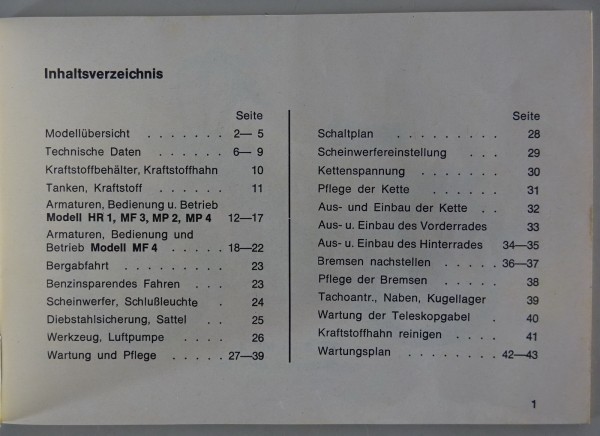 Inhaltsverzeichnis
Seite
Modellübersicht . . . . . . . 2— 5
Technische Daten . . . . . . 6— 9
Kraftstoffbehälter, Kraftstoffhahn 10
Tanken, Kraftstoff . . . . . . 11
Armaturen, Bedienung u. Betrieb
Modell HR 1, MF 3, MP 2, MP 4 12—17
Armaturen, Bedienung und
Betrieb Modell MF 4 . . . . . 18—22
Bergabfahrt . . . . . . . . 23
Benzinsparendes Fahren . . . 23
Scheinwerfer, Schlußleuchte . 24
Diebstahlsicherung, Sattel . . 25
Werkzeug, Luftpumpe . . . . 26
Wartung und Pflege . . . . . 27—39
Seite
Schaltplan . . . . . . . . . 28
Scheinwerfereinstellung . . . 29
Kettenspannung . . . . . . 30
Pflege der Kette . . . . . . 31
Aus- und Einbau der Kette . . 32
Aus- u. Einbau des Vorderrades 33
Aus- u. Einbau des Hinterrades 34—35
Bremsen nachstellen . . . . . 36—37
Pflege der Bremsen . . . . . 38
Tachoantr., Naben, Kugellager 39
Wartung der Teleskopgabel . 40
Kraftstoffhahn reinigen . . . . 41
Wartungsplan . . . . . . . . 42—43
1